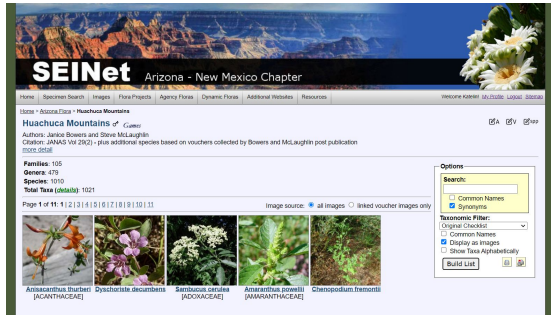 SEINet Arizona - New Mexico Chapter
Home Specimen Search Images Flora Projects Agency Floras Dynamic Floras Additional Websites Resources
Welcome Katelin! My Profile Logout Sitemap
Home > Arizona Flora > Huachuca Mountains
Huachuca Mountains Games
A V spp
Authors: Janice Bowers and Steve McLaughlin
Citation: JANAS Vol 29(2) - plus additional species based on vouchers collected by Bowers and McLaughlin post publication
more detail
Families: 105
Genera: 479
Species: 1010
Total Taxa (details): 1021
Page 1 of 11: 1 | 2 | 3 | 4 | 5 | 6 | 7 | 8 | 9 | 10 | 11
Image source: all images linked voucher images only
Anisacanthus thurberi
[ACANTHACEAE]
Dyschoriste decumbens
Sambucus cerulea
[ADOXACEAE]
Amaranthus powellii
[AMARANTHACEAE]
Chenopodium fremontii
Options
Search:
Common Names
Synonyms
Taxonomic Filter:
Original Checklist
Common Names
Display as images
Show Taxa Alphabetically
Build List